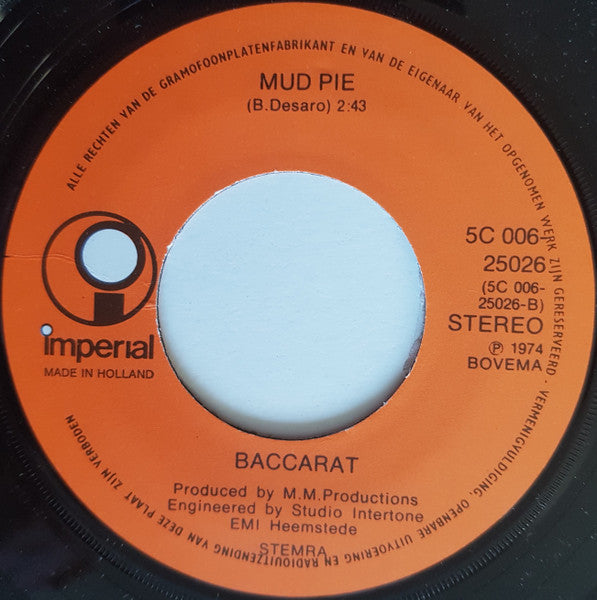 ALLE RECHTEN VAN DE GRAMOFOONPLATENFABRIKANT EN VAN DE EIGENAAR VAN HET OPGENOMEN WERK ZIJN GERESERVEERD - VERMENIGVULDIGING, OPENBARE UITVOERING EN RADIOUITZENDING VAN DEZE PLAAT ZIJN VERBODEN
MUD PIE
(B.Desaro) 2:43
5C 006-
25026
(5C 006-
25026-B)
STEREO
℗ 1974
BOVEMA
imperial
MADE IN HOLLAND
BACCARAT
Produced by M.M.Productions
Engineered by Studio Intertone
EMI Heemstede
STEMRA